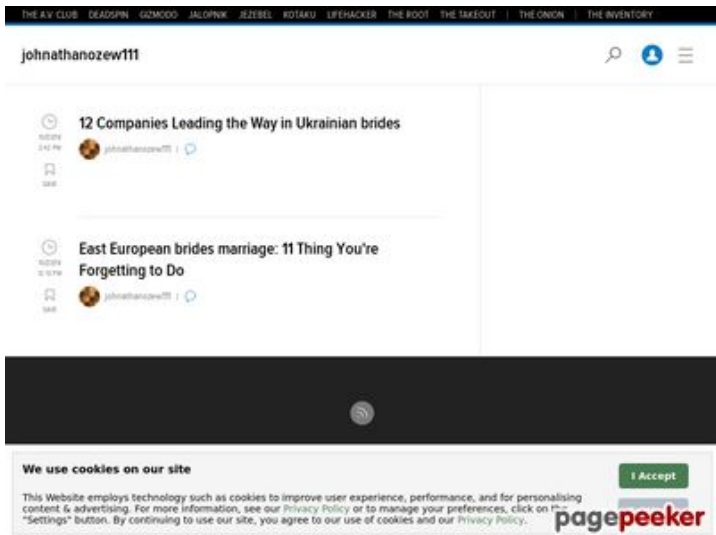 THE A.V. CLUB DEADSPIN GIZMODO JALOPNIK JEZEBEL KOTAKU LIFEHACKER THE ROOT THE TAKEOUT | THE ONION | THE INVENTORY
johnathanozew111
12 Companies Leading the Way in Ukrainian brides
johnathanozew111 |
East European brides marriage: 11 Thing You're
Forgetting to Do
johnathanozew111 |
We use cookies on our site
I Accept
This Website employs technology such as cookies to improve user experience, performance, and for personalising
content & advertising. For more information, see our Privacy Policy or to manage your preferences, click on the
"Settings" button. By continuing to use our site, you agree to our use of cookies and our Privacy Policy.
pagepeeker